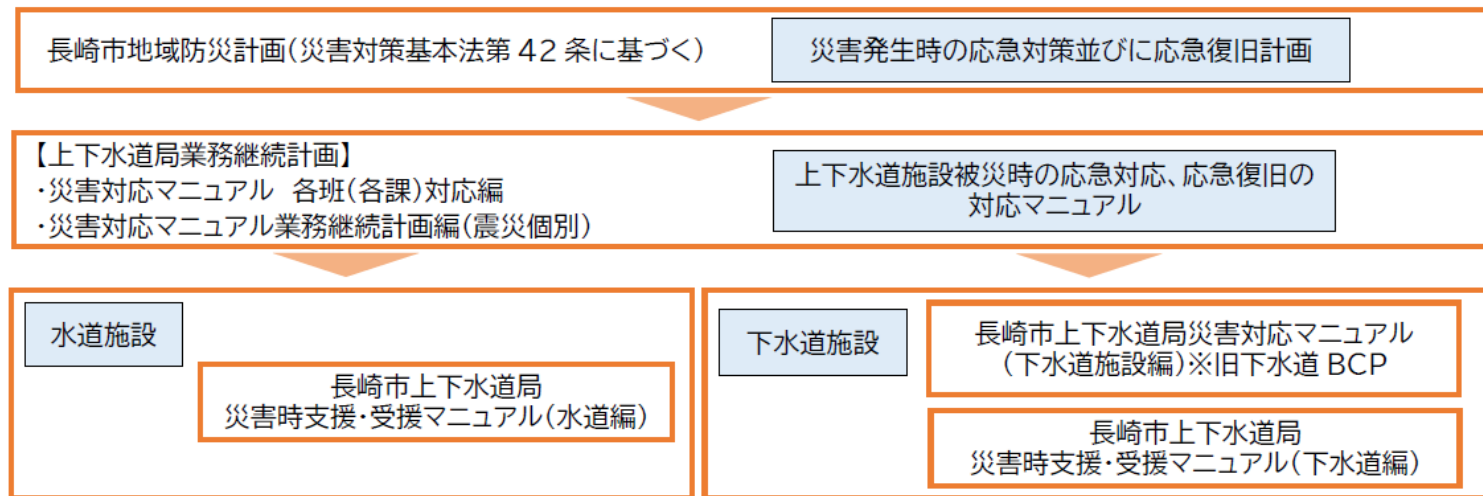 長崎市地域防災計画(災害対策基本法第 42 条に基づく)
災害発生時の応急対策並びに応急復旧計画
【上下水道局業務継続計画】
・災害対応マニュアル 各班(各課)対応編
・災害対応マニュアル業務継続計画編(震災個別)
上下水道施設被災時の応急対応、応急復旧の
対応マニュアル
水道施設
長崎市上下水道局
災害時支援・受援マニュアル(水道編)
下水道施設
長崎市上下水道局災害対応マニュアル
(下水道施設編)※旧下水道 BCP
長崎市上下水道局
災害時支援・受援マニュアル(下水道編)